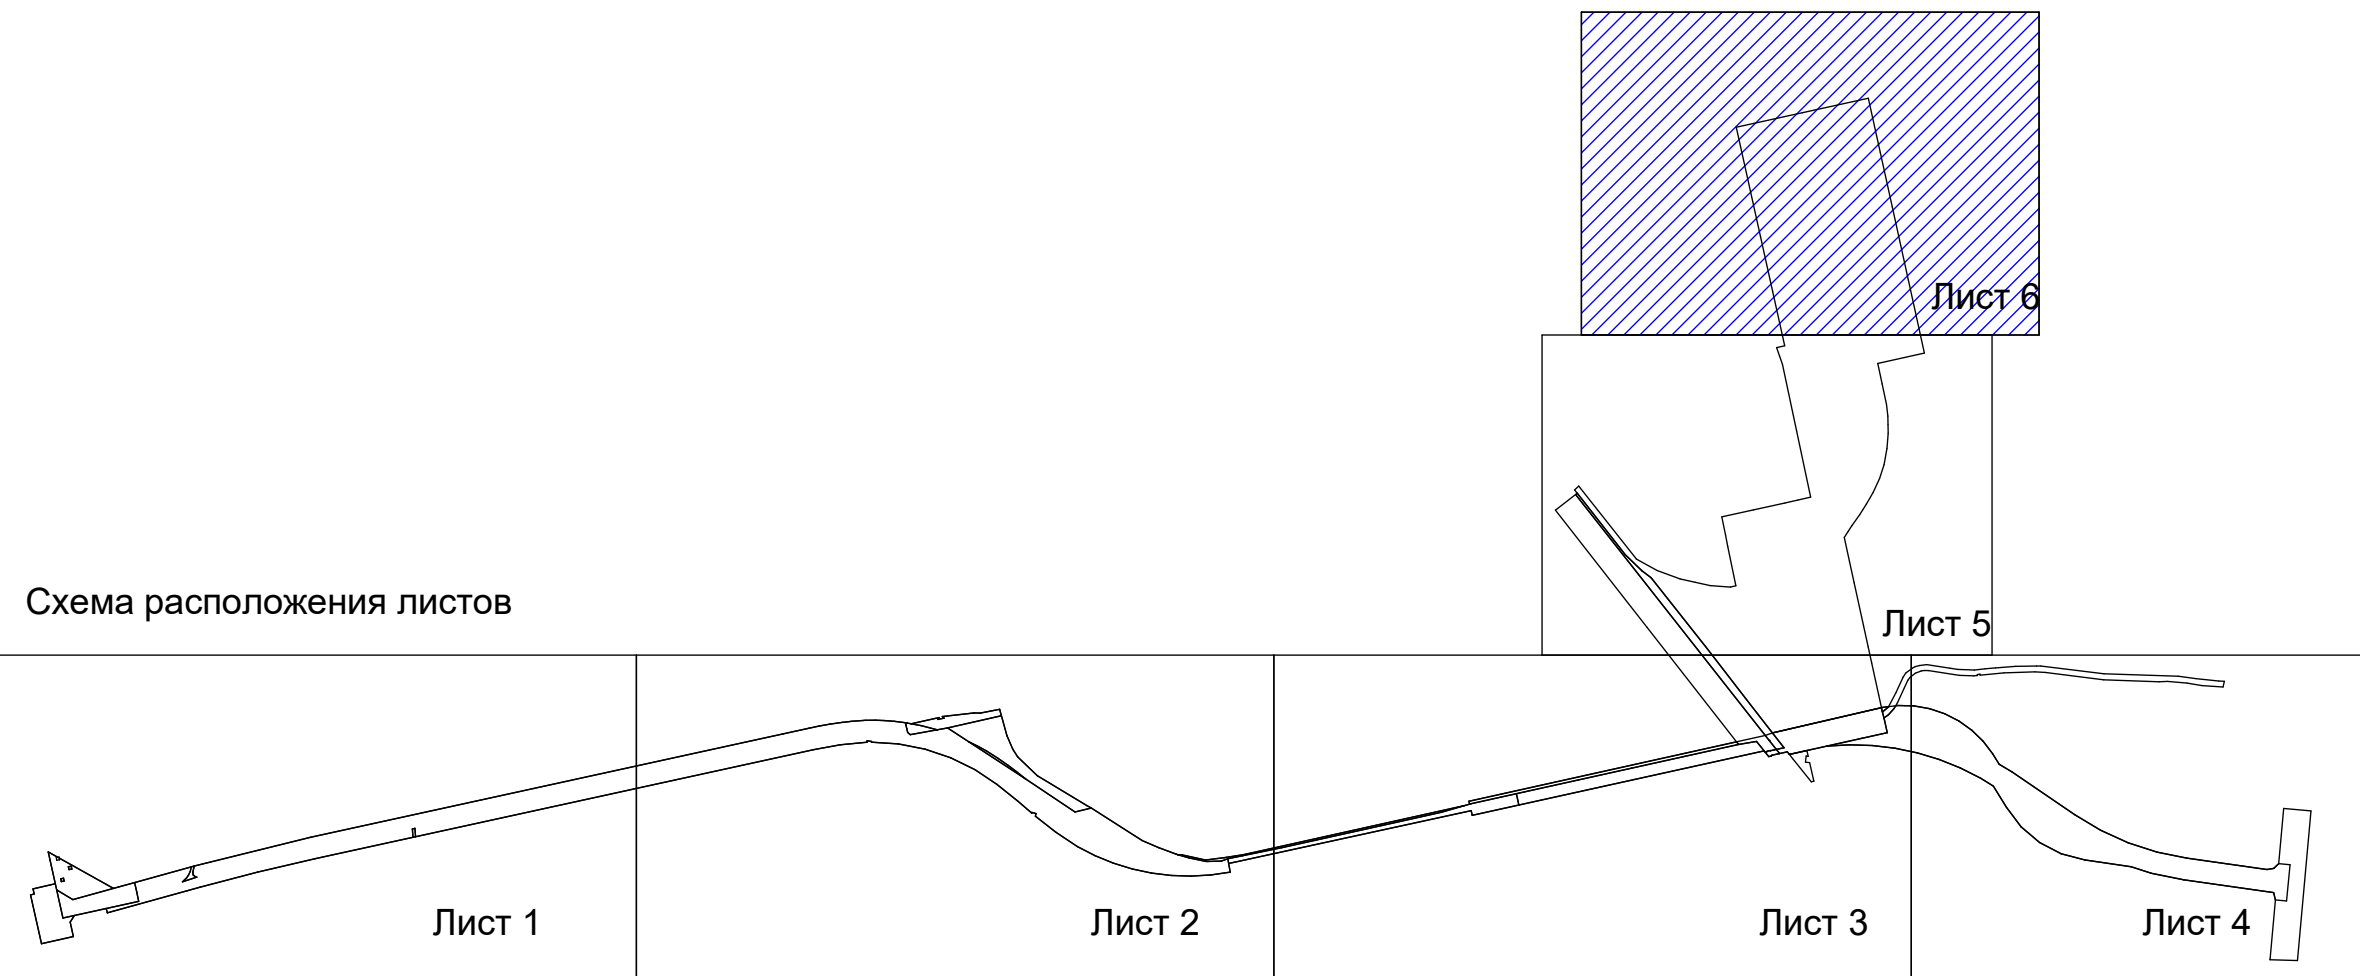 Лист 6
Схема расположения листов
Лист 5
Лист 1
Лист 2
Лист 3
Лист 4